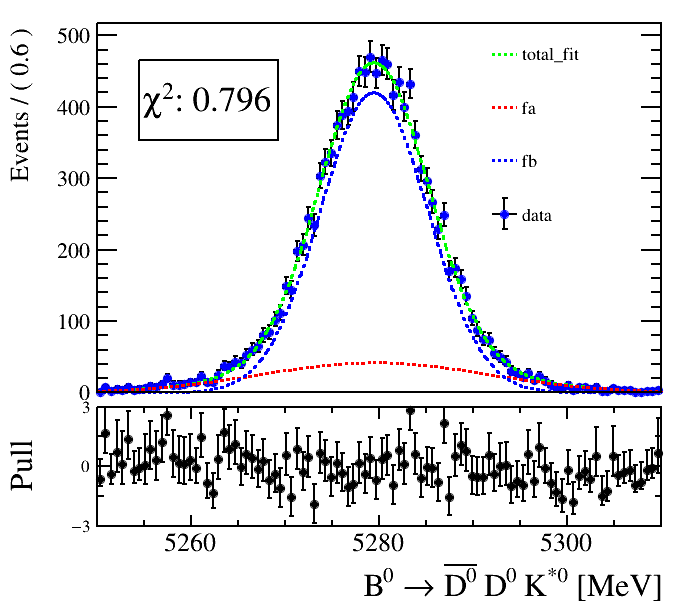 500
400
300
200
100
0
Events / ( 0.6 )
χ²: 0.796
total_fit
fa
fb
data
3
0
−3
Pull
5260 5280 5300
B⁰ → D̅⁰ D⁰ K*⁰ [MeV]